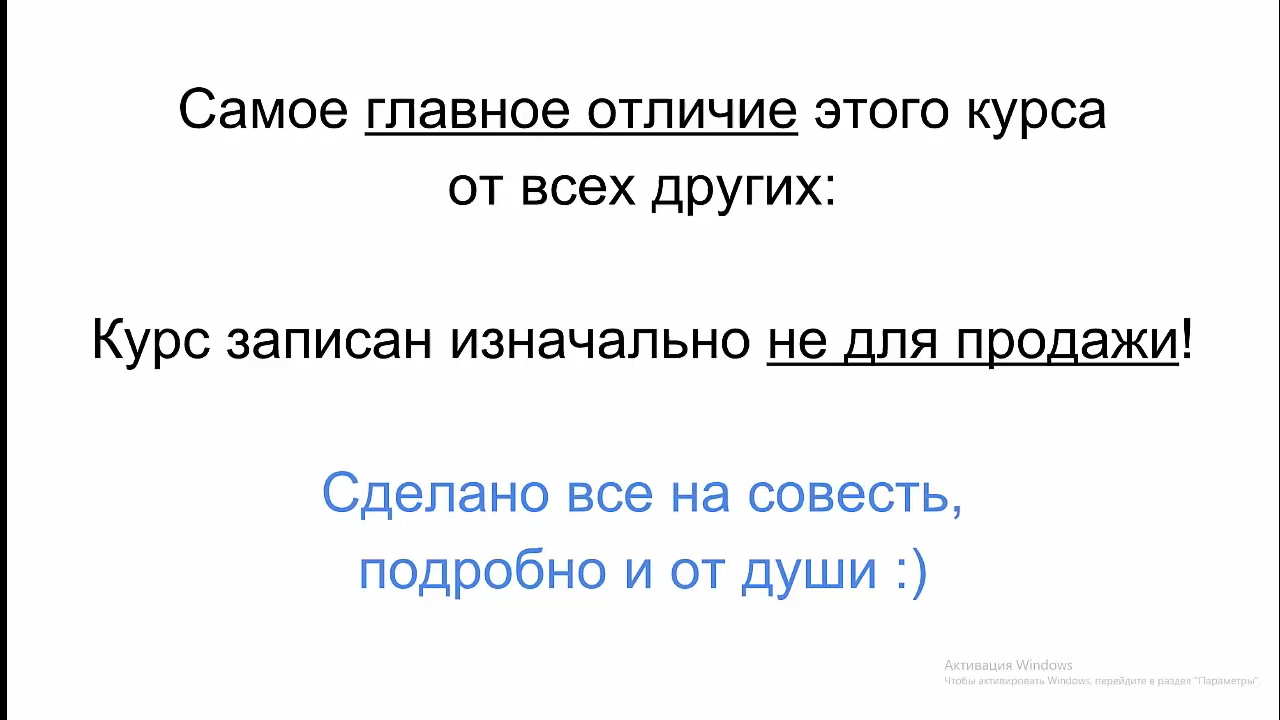 Самое главное отличие этого курса
от всех других:
Курс записан изначально не для продажи!
Сделано все на совесть,
подробно и от души :)
Активация Windows
Чтобы активировать Windows, перейдите в раздел "Параметры".